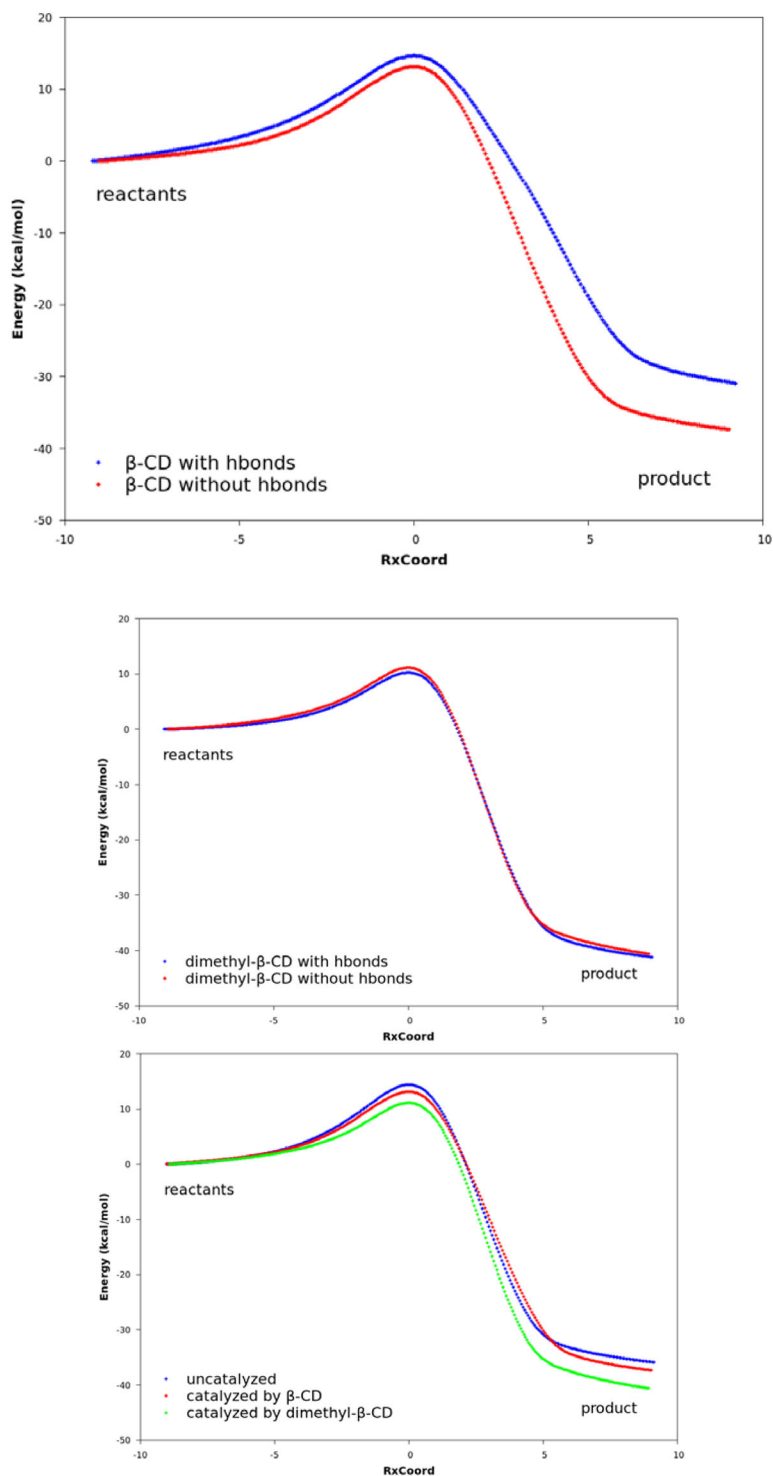 20
10
0
reactants
-10
Energy (kcal/mol)
-20
-30
-40
β-CD with hbonds
β-CD without hbonds
product
-50
-10
-5
0
5
10
RxCoord
20
10
0
reactants
-10
Energy (kcal/mol)
-20
-30
-40
dimethyl-β-CD with hbonds
dimethyl-β-CD without hbonds
product
-50
-10
-5
0
5
10
RxCoord
20
10
0
reactants
-10
Energy (kcal/mol)
-20
-30
-40
uncatalyzed
catalyzed by β-CD
catalyzed by dimethyl-β-CD
product
-50
-10
-5
0
5
10
RxCoord